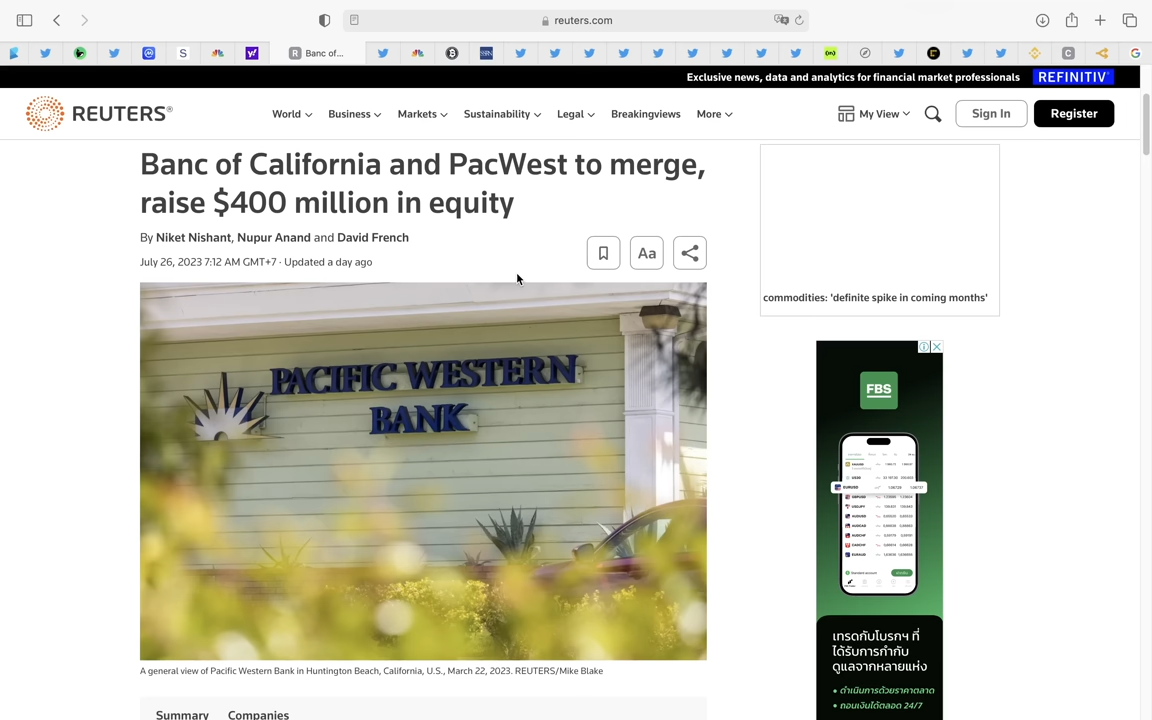 reuters.com
Banc of...
Exclusive news, data and analytics for financial market professionals
REFINITIV
REUTERS®
World
Business
Markets
Sustainability
Legal
Breakingviews
More
My View
Sign In
Register
Banc of California and PacWest to merge,
raise $400 million in equity
By Niket Nishant, Nupur Anand and David French
July 26, 2023 7:12 AM GMT+7 · Updated a day ago
Aa
commodities: 'definite spike in coming months'
PACIFIC WESTERN
BANK
A general view of Pacific Western Bank in Huntington Beach, California, U.S., March 22, 2023. REUTERS/Mike Blake
Summary
Companies
FBS
EURUSD
เทรดกับโบรกฯ ที่
ได้รับการกำกับ
ดูแลจากหลายแห่ง
• ดำเนินการด้วยราคาตลาด
• ถอนเงินได้ตลอด 24/7